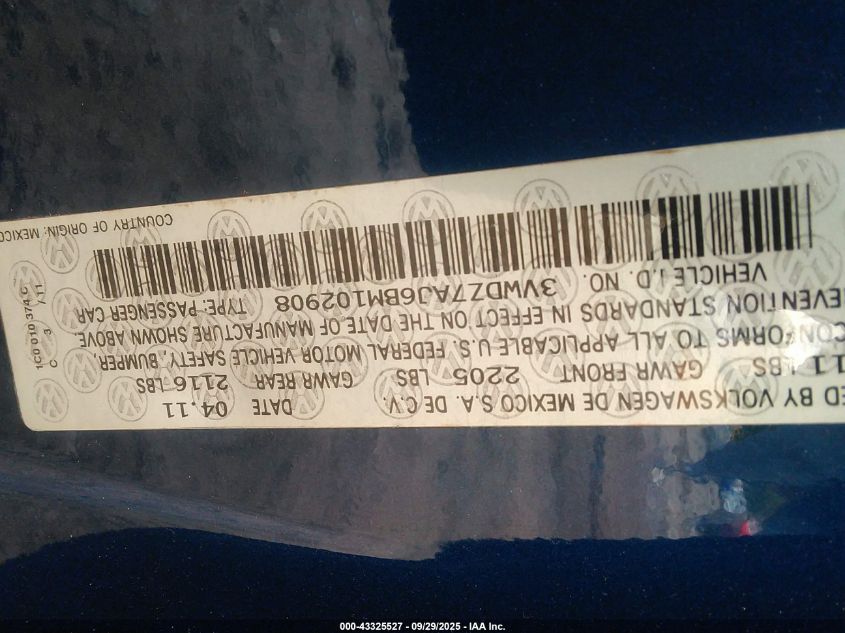 ED BY VOLKSWAGEN DE MEXICO S.A. DE C.V. DATE 04.11
11 LBS GAWR FRONT 2205 LBS GAWR REAR 2116 LBS
CONFORMS TO ALL APPLICABLE U.S. FEDERAL MOTOR VEHICLE SAFETY, BUMPER,
EVENTION STANDARDS IN EFFECT ON THE DATE OF MANUFACTURE SHOWN ABOVE
VEHICLE I.D. NO. 3VWDZ7AJ6BM102908 TYPE: PASSENGER CAR
COUNTRY OF ORIGIN: MEXICO
1C0 010 374 C
C 3 /11
000-43325527 - 09/29/2025 - IAA Inc.